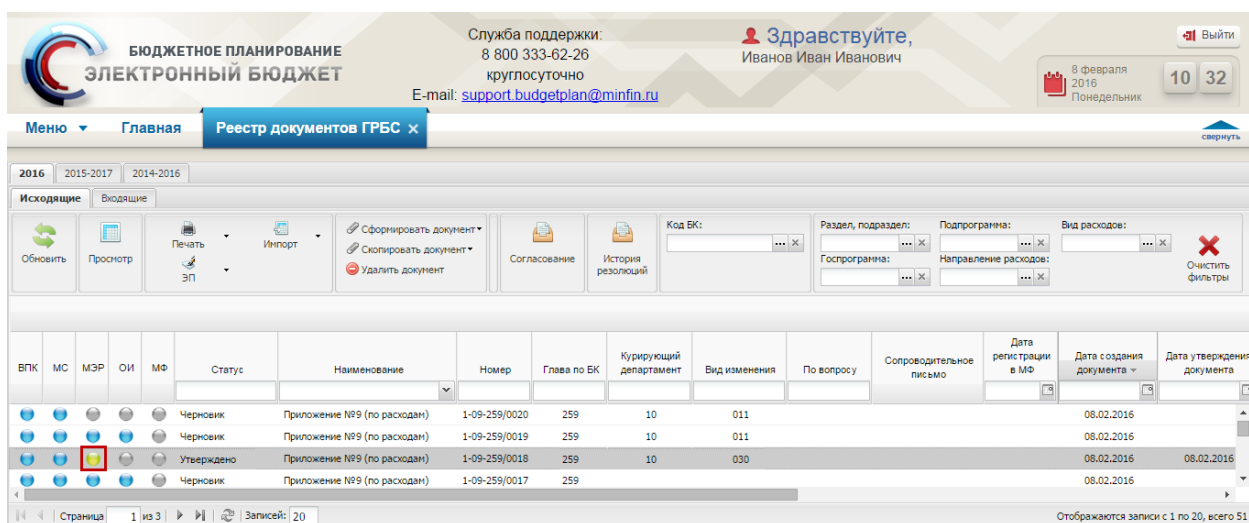 БЮДЖЕТНОЕ ПЛАНИРОВАНИЕ
ЭЛЕКТРОННЫЙ БЮДЖЕТ
Служба поддержки:
8 800 333-62-26
круглосуточно
E-mail: support.budgetplan@minfin.ru
Здравствуйте,
Иванов Иван Иванович
Выйти
8 февраля
2016
Понедельник
10 32
Меню Главная Реестр документов ГРБС ×
свернуть
2016 2015-2017 2014-2016
Исходящие Входящие
Обновить
Просмотр
Печать
ЭП
Импорт
Сформировать документ
Скопировать документ
Удалить документ
Согласование
История
резолюций
Код БК:
Раздел, подраздел:
Госпрограмма:
Подпрограмма:
Направление расходов:
Вид расходов:
Очистить
фильтры
ВПК МС МЭР ОИ МФ Статус Наименование Номер Глава по БК Курирующий департамент Вид изменения По вопросу Сопроводительное письмо Дата регистрации в МФ Дата создания документа Дата утверждения документа
Черновик Приложение №9 (по расходам) 1-09-259/0020 259 10 011 08.02.2016
Черновик Приложение №9 (по расходам) 1-09-259/0019 259 10 011 08.02.2016
Утверждено Приложение №9 (по расходам) 1-09-259/0018 259 10 030 08.02.2016 08.02.2016
Черновик Приложение №9 (по расходам) 1-09-259/0017 259 08.02.2016
Страница 1 из 3 Записей: 20 Отображаются записи с 1 по 20, всего 51